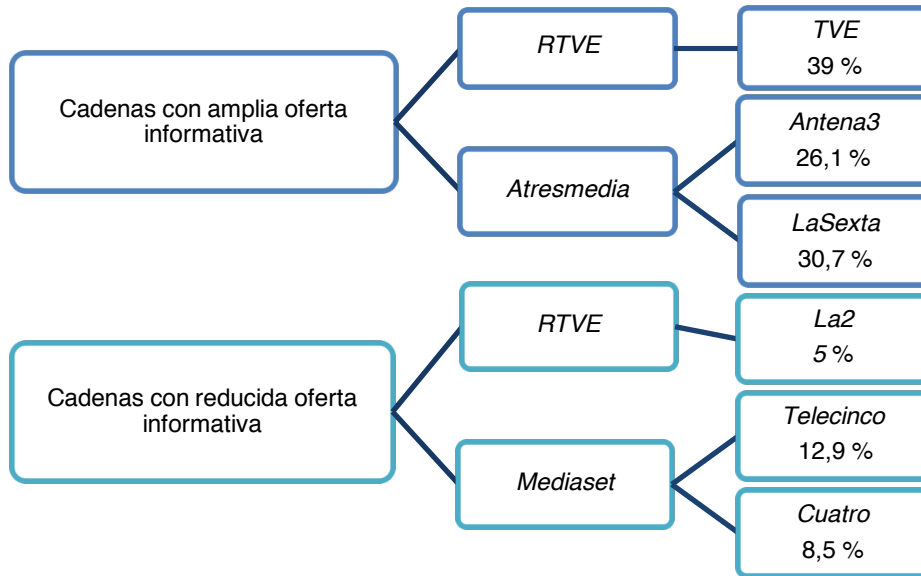 Cadenas con amplia oferta
informativa
RTVE
TVE
39 %
Atresmedia
Antena3
26,1 %
LaSexta
30,7 %
Cadenas con reducida oferta
informativa
RTVE
La2
5 %
Mediaset
Telecinco
12,9 %
Cuatro
8,5 %